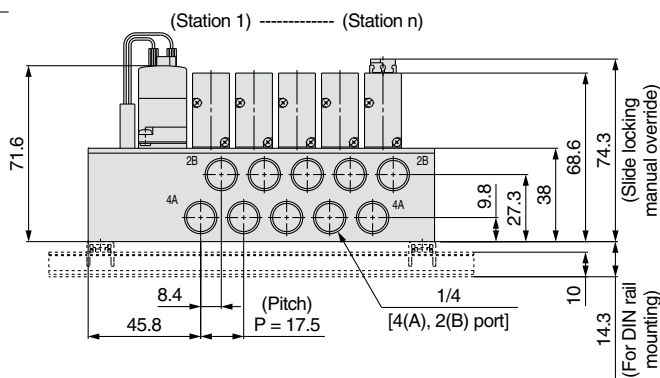 (Station 1) ------------ (Station n)
71.6
2B
2B
4A
4A
9.8
27.3
38
68.6
74.3
(Slide locking
manual override)
8.4
(Pitch)
P = 17.5
45.8
1/4
[4(A), 2(B) port]
10
14.3
(For DIN rail
mounting)